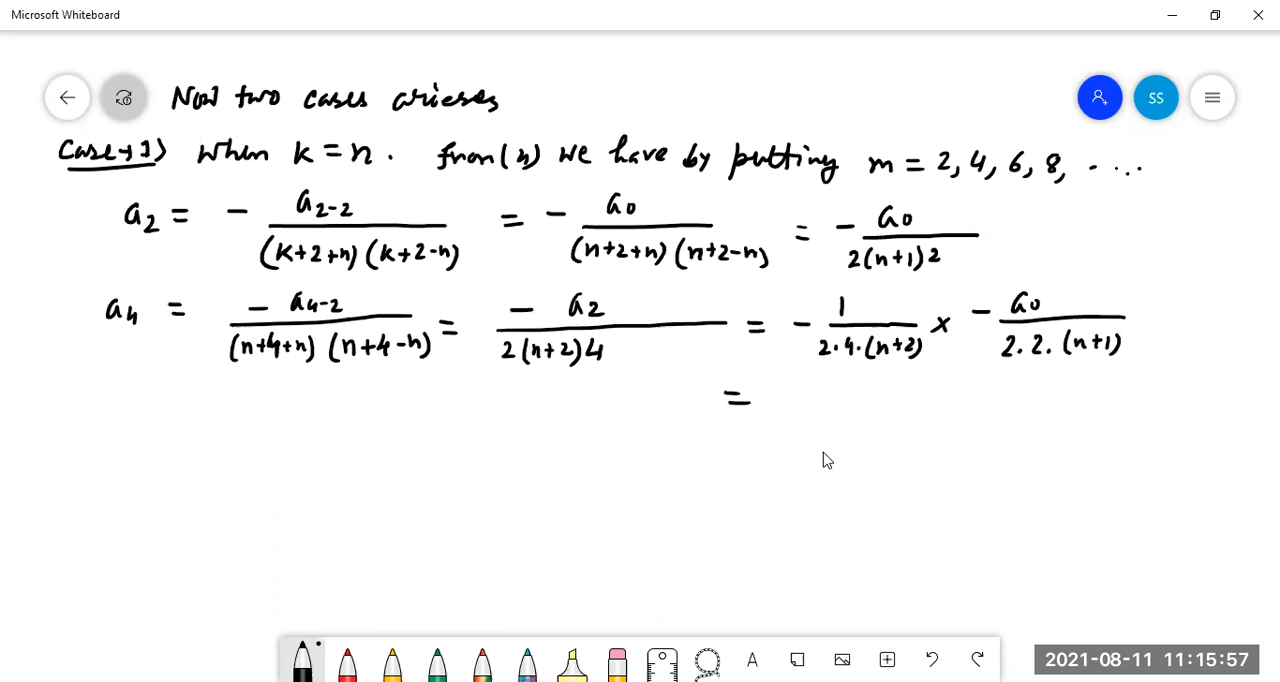 Microsoft Whiteboard
Now two cases arieses
SS
Case-I) when k = n. from (4) we have by putting m = 2, 4, 6, 8, .....
a2 = - a2-2 / (k+2+n) (k+2-n) = - a0 / (n+2+n) (n+2-n) = - a0 / 2(n+1) 2
a4 = - a4-2 / (n+4+n) (n+4-n) = - a2 / 2(n+2)4 = - 1 / 2·4·(n+2) × - a0 / 2.2.(n+1)
=
A
2021-08-11 11:15:57